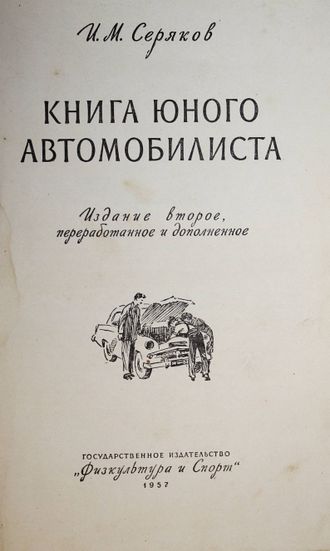 И. М. Серяков
КНИГА ЮНОГО
АВТОМОБИЛИСТА
Издание второе,
переработанное и дополненное
ГОСУДАРСТВЕННОЕ ИЗДАТЕЛЬСТВО
„Физкультура и Спорт“
1957